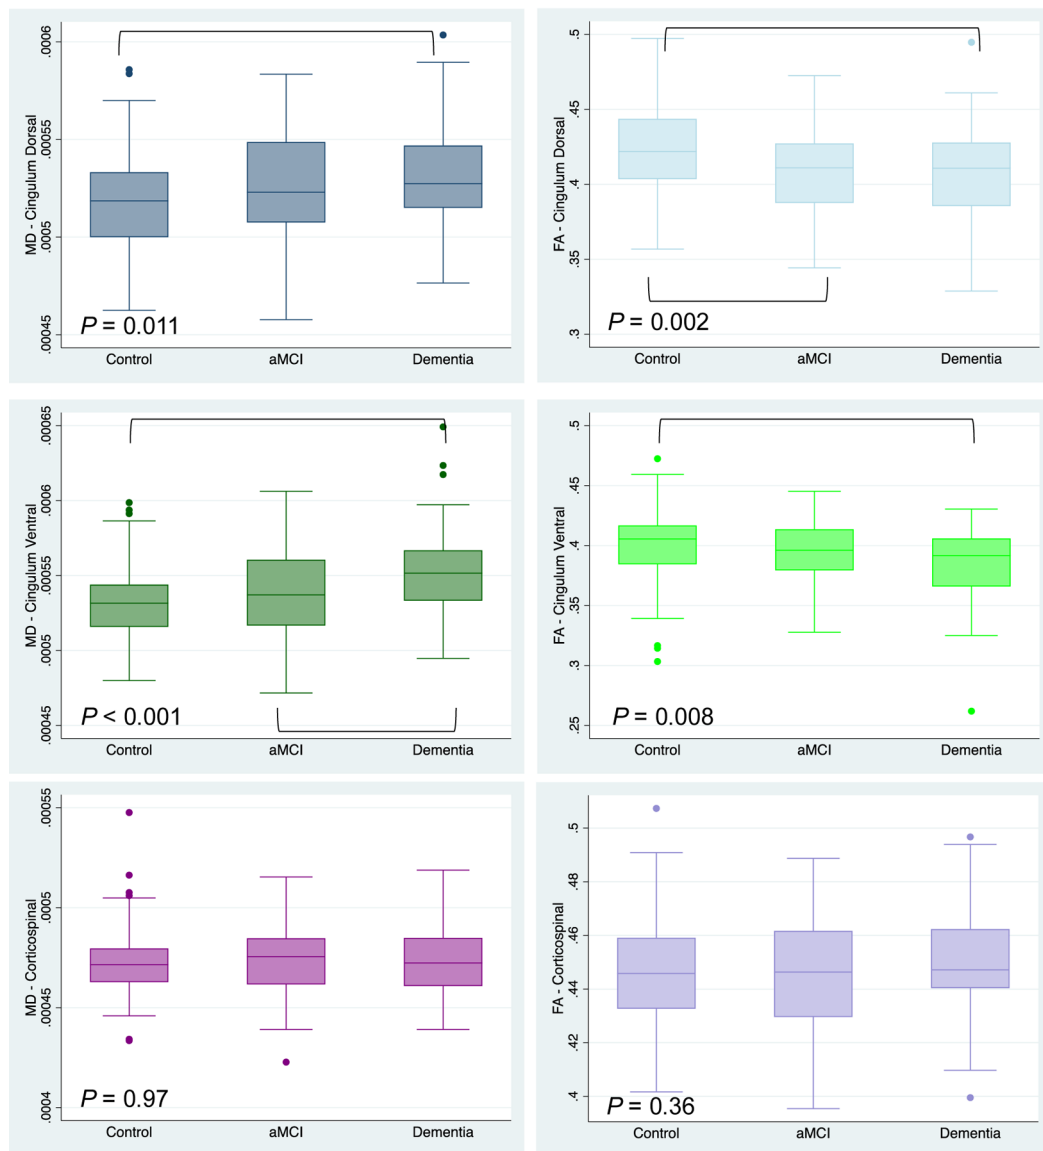 MD - Cingulum Dorsal
.0006
.00055
.0005
.00045
P = 0.011
Control aMCI Dementia
FA - Cingulum Dorsal
.5
.45
.4
.35
.3
P = 0.002
Control aMCI Dementia
MD - Cingulum Ventral
.00065
.0006
.00055
.0005
.00045
P < 0.001
Control aMCI Dementia
FA - Cingulum Ventral
.5
.45
.4
.35
.3
.25
P = 0.008
Control aMCI Dementia
MD - Corticospinal
.00055
.0005
.00045
.0004
P = 0.97
Control aMCI Dementia
FA - Corticospinal
.5
.48
.46
.44
.42
.4
P = 0.36
Control aMCI Dementia